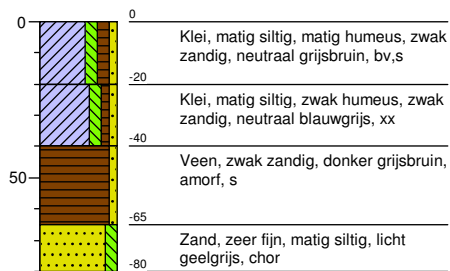 0
0
Klei, matig siltig, matig humeus, zwak
zandig, neutraal grijsbruin, bv,s
-20
Klei, matig siltig, zwak humeus, zwak
zandig, neutraal blauwgrijs, xx
-40
Veen, zwak zandig, donker grijsbruin,
amorf, s
50
-65
Zand, zeer fijn, matig siltig, licht
geelgrijs, chor
-80